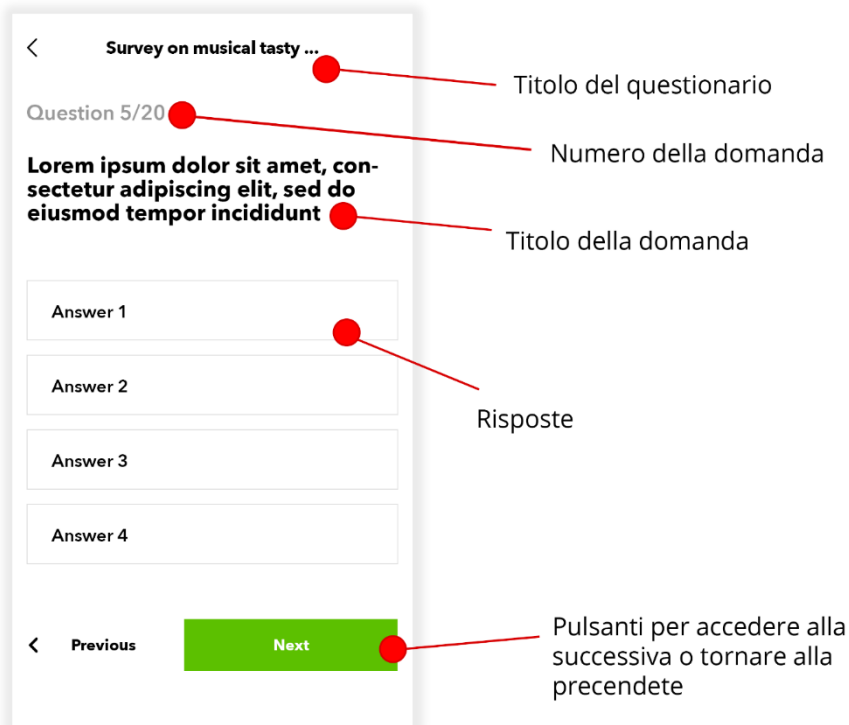 Survey on musical tasty ...
Titolo del questionario
Question 5/20
Numero della domanda
Lorem ipsum dolor sit amet, con-
sectetur adipiscing elit, sed do
eiusmod tempor incididunt
Titolo della domanda
Answer 1
Risposte
Answer 2
Answer 3
Answer 4
Previous
Next
Pulsanti per accedere alla
successiva o tornare alla
precendete